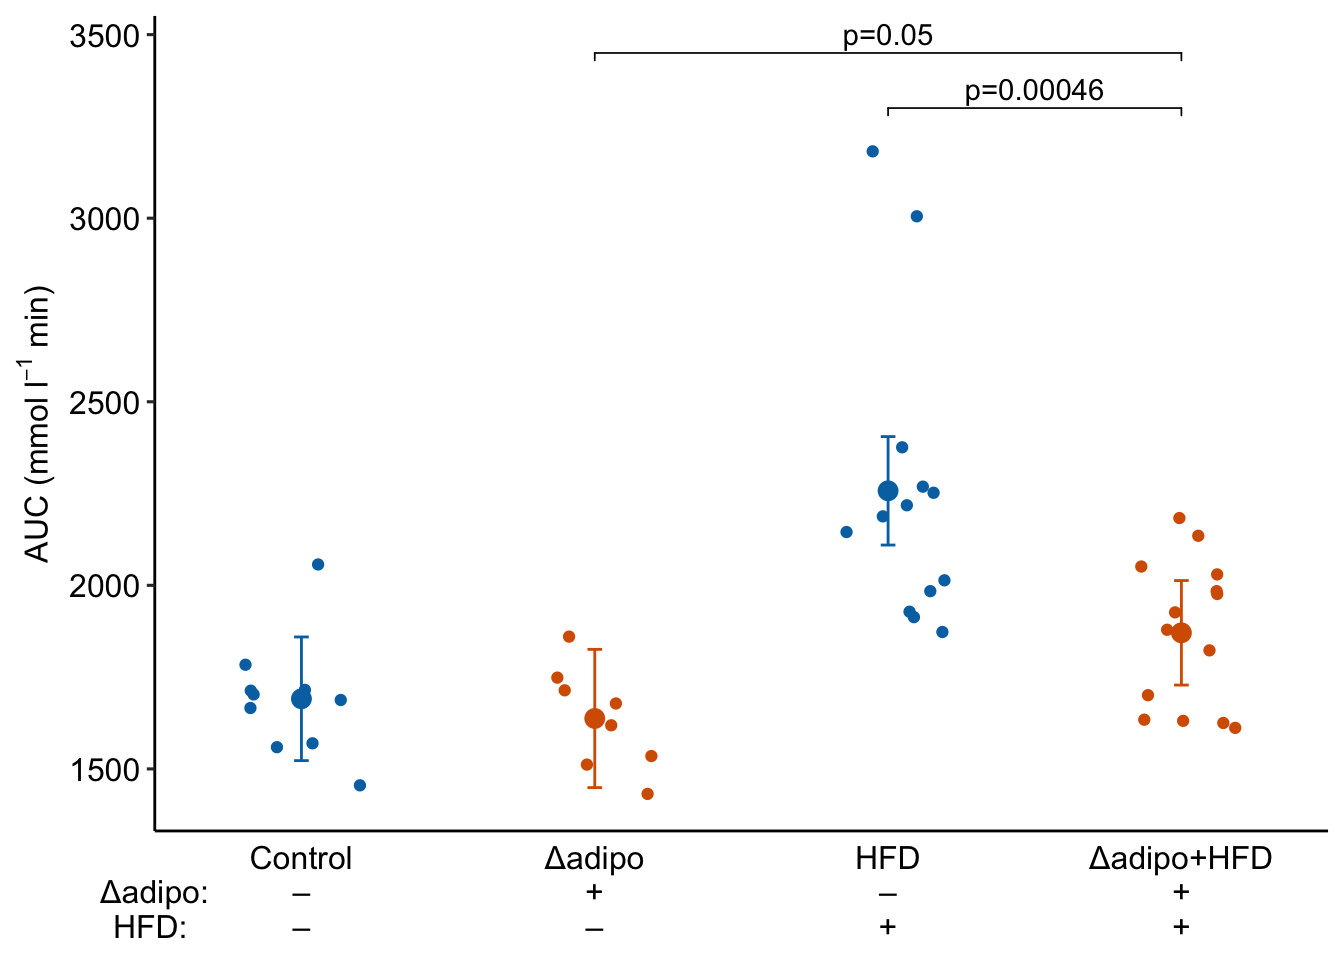 3500
p=0.05
p=0.00046
3000
2500
AUC (mmol l⁻¹ min)
2000
1500
Control Δadipo HFD Δadipo+HFD
Δadipo: – + – +
HFD: – – + +